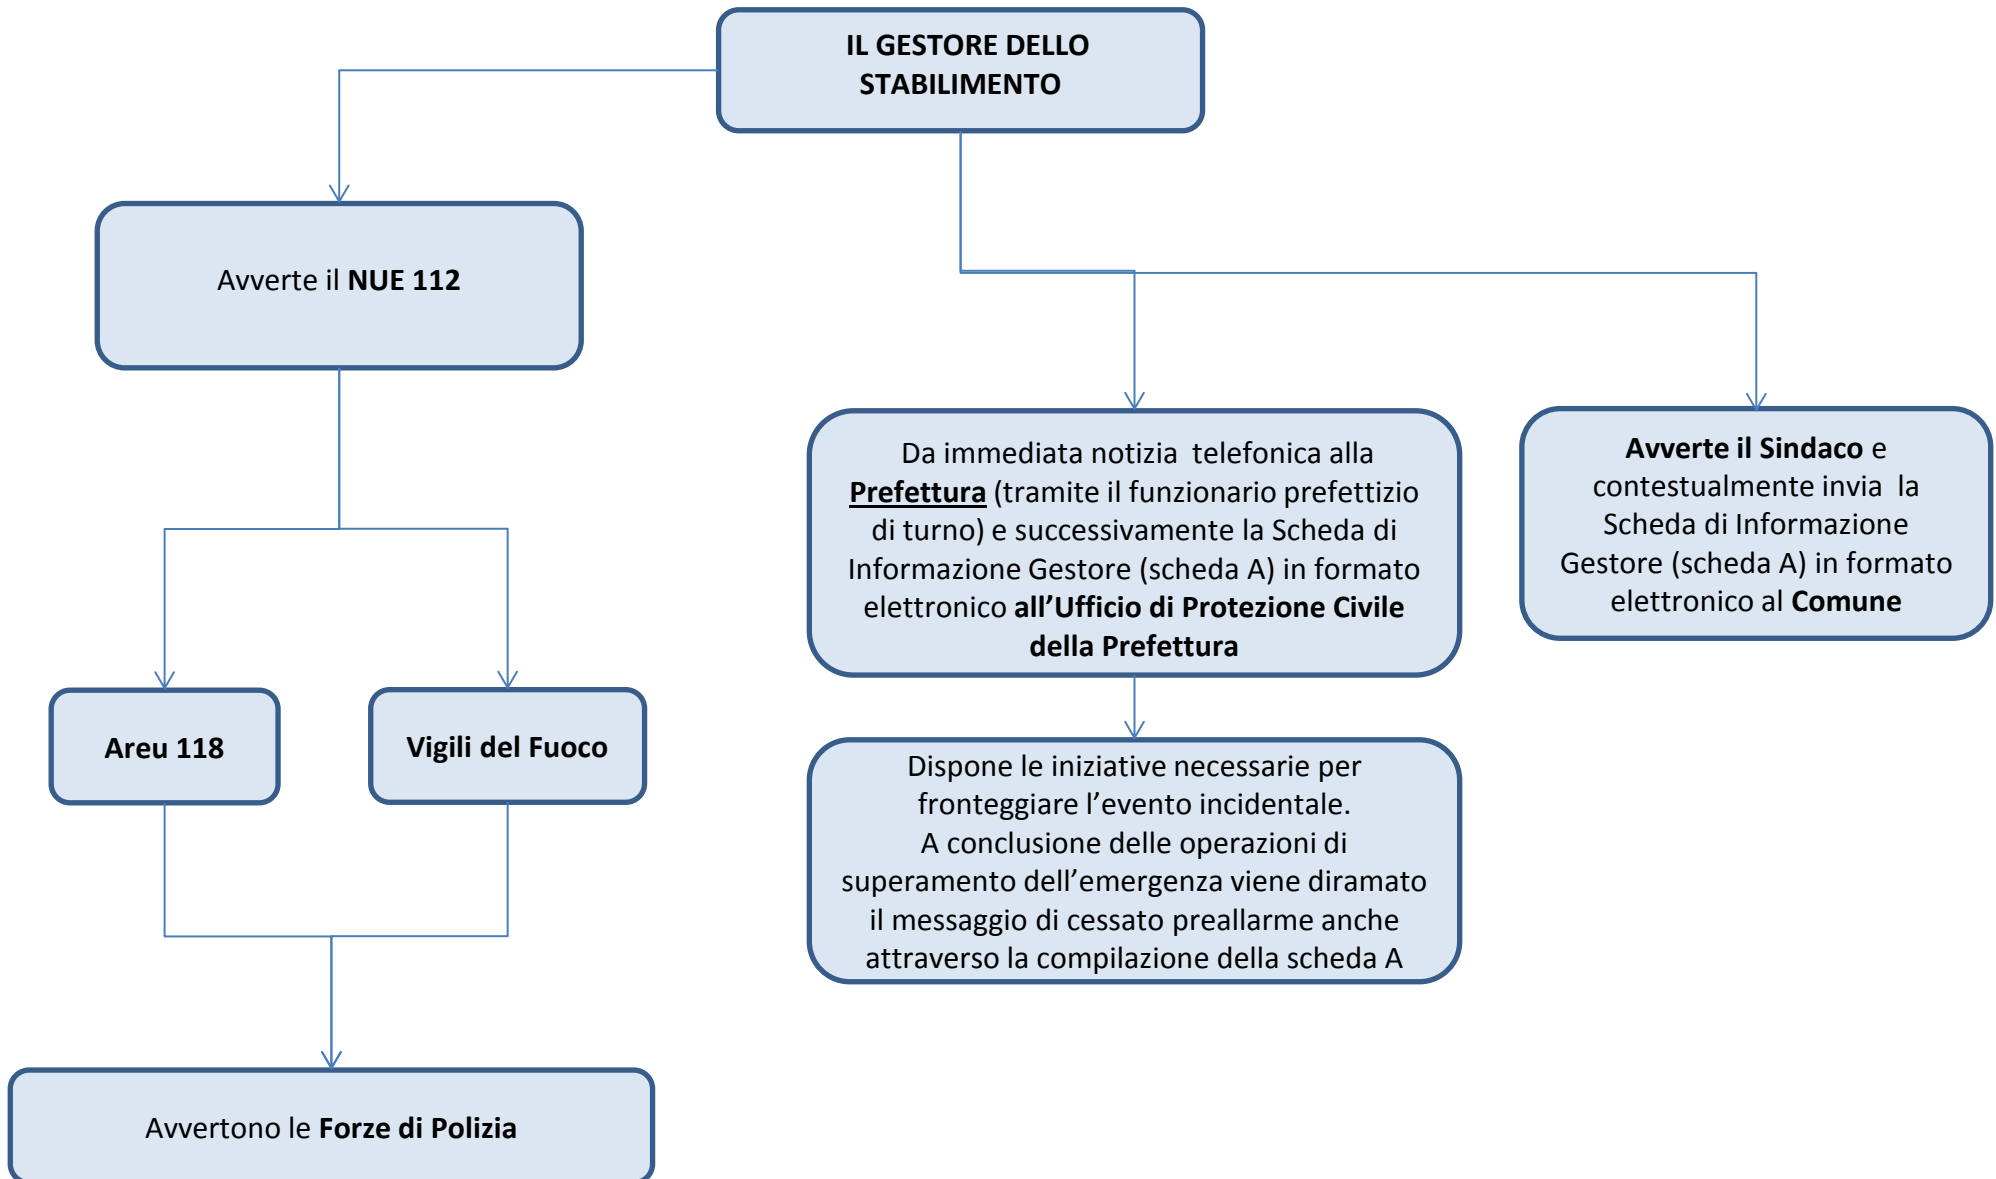 IL GESTORE DELLO
STABILIMENTO
Avverte il NUE 112
Da immediata notizia telefonica alla
Prefettura (tramite il funzionario prefettizio
di turno) e successivamente la Scheda di
Informazione Gestore (scheda A) in formato
elettronico all’Ufficio di Protezione Civile
della Prefettura
Avverte il Sindaco e
contestualmente invia la
Scheda di Informazione
Gestore (scheda A) in formato
elettronico al Comune
Areu 118
Vigili del Fuoco
Dispone le iniziative necessarie per
fronteggiare l’evento incidentale.
A conclusione delle operazioni di
superamento dell’emergenza viene diramato
il messaggio di cessato preallarme anche
attraverso la compilazione della scheda A
Avvertono le Forze di Polizia